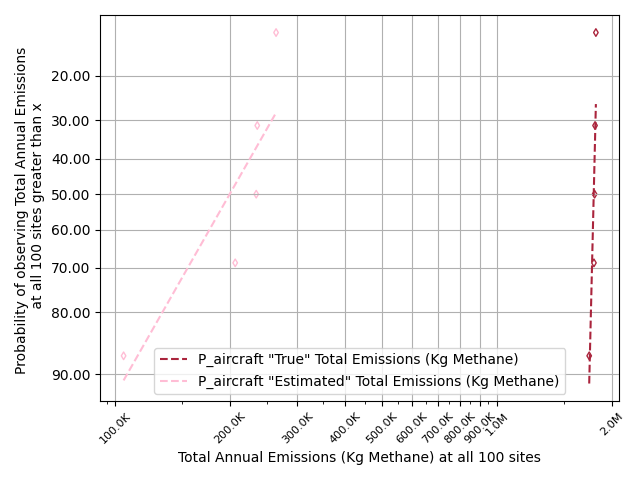 Probability of observing Total Annual Emissions
at all 100 sites greater than x
20.00
30.00
40.00
50.00
60.00
70.00
80.00
90.00
P_aircraft "True" Total Emissions (Kg Methane)
P_aircraft "Estimated" Total Emissions (Kg Methane)
100.0K
200.0K
300.0K
400.0K
500.0K
600.0K
700.0K
800.0K
900.0K
1.0M
2.0M
Total Annual Emissions (Kg Methane) at all 100 sites